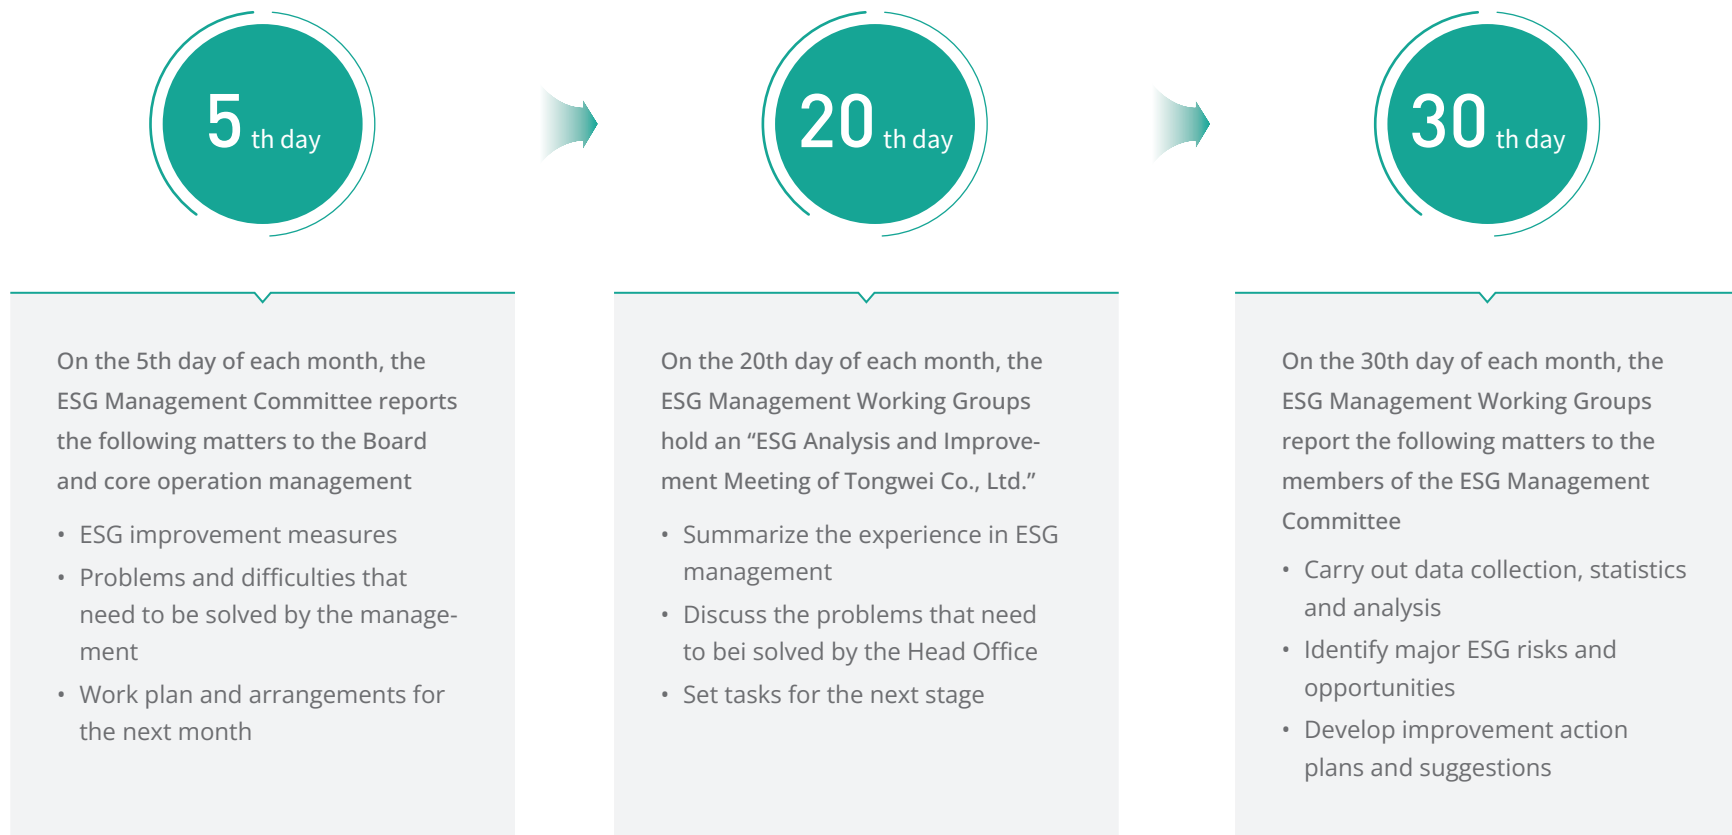 5 th day
20 th day
30 th day
On the 5th day of each month, the
ESG Management Committee reports
the following matters to the Board
and core operation management
• ESG improvement measures
• Problems and difficulties that
need to be solved by the manage-
ment
• Work plan and arrangements for
the next month
On the 20th day of each month, the
ESG Management Working Groups
hold an “ESG Analysis and Improve-
ment Meeting of Tongwei Co., Ltd.”
• Summarize the experience in ESG
management
• Discuss the problems that need
to bei solved by the Head Office
• Set tasks for the next stage
On the 30th day of each month, the
ESG Management Working Groups
report the following matters to the
members of the ESG Management
Committee
• Carry out data collection, statistics
and analysis
• Identify major ESG risks and
opportunities
• Develop improvement action
plans and suggestions